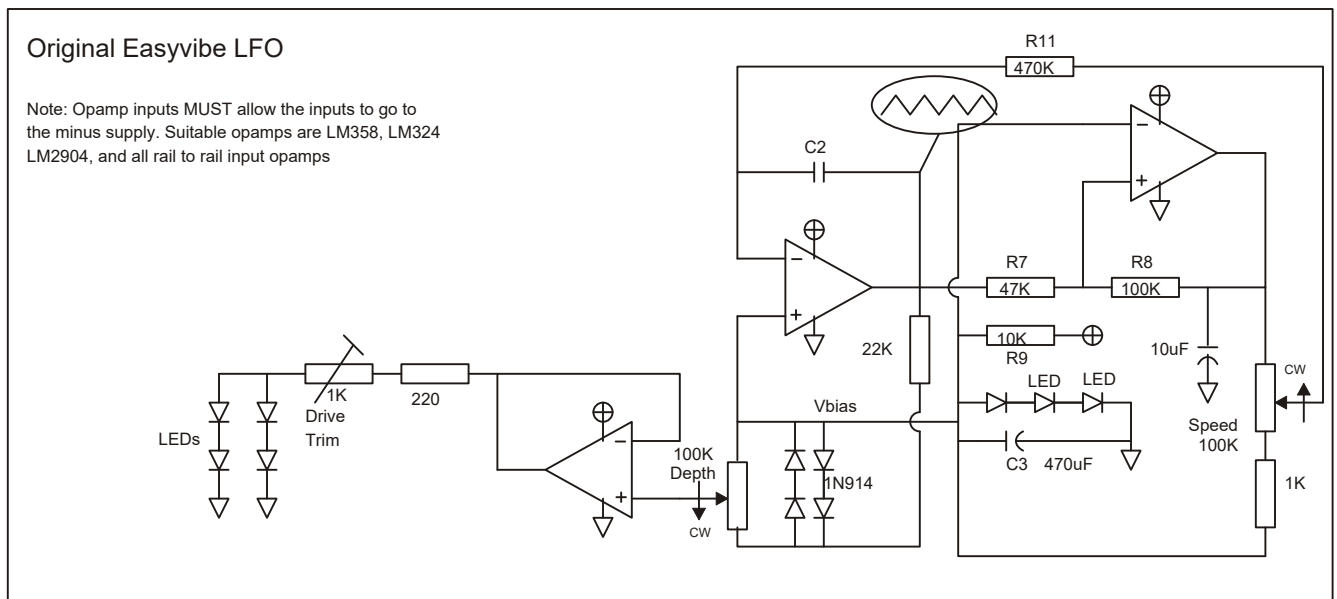 Original Easyvibe LFO
Note: Opamp inputs MUST allow the inputs to go to
the minus supply. Suitable opamps are LM358, LM324
LM2904, and all rail to rail input opamps
R11
470K
C2
−
+
−
+
R7
47K
R8
100K
10K
R9
22K
10uF
CW
LED
LED
Speed
100K
Vbias
C3 470uF
1K
1K
Drive
Trim
220
LEDs
−
+
100K
Depth
CW
1N914